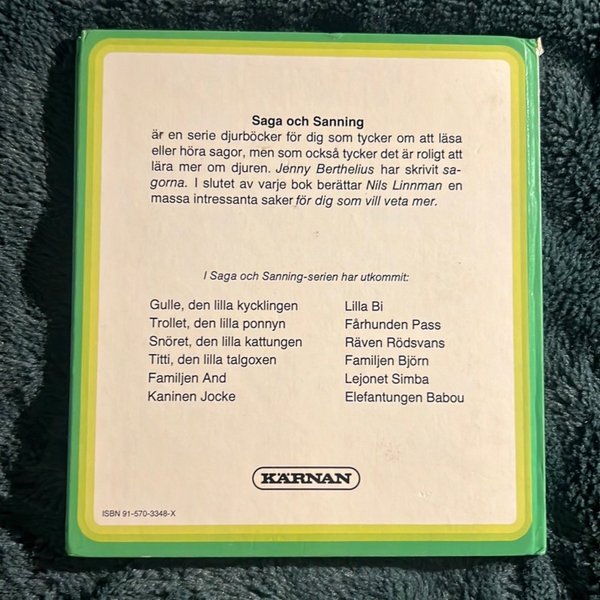 Saga och Sanning
är en serie djurböcker för dig som tycker om att läsa
eller höra sagor, men som också tycker det är roligt att
lära mer om djuren. Jenny Berthelius har skrivit sa-
gorna. I slutet av varje bok berättar Nils Linnman en
massa intressanta saker för dig som vill veta mer.
I Saga och Sanning-serien har utkommit:
Gulle, den lilla kycklingen
Trollet, den lilla ponnyn
Snöret, den lilla kattungen
Titti, den lilla talgoxen
Familjen And
Kaninen Jocke
Lilla Bi
Fårhunden Pass
Räven Rödsvans
Familjen Björn
Lejonet Simba
Elefantungen Babou
KÄRNAN
ISBN 91-570-3348-X